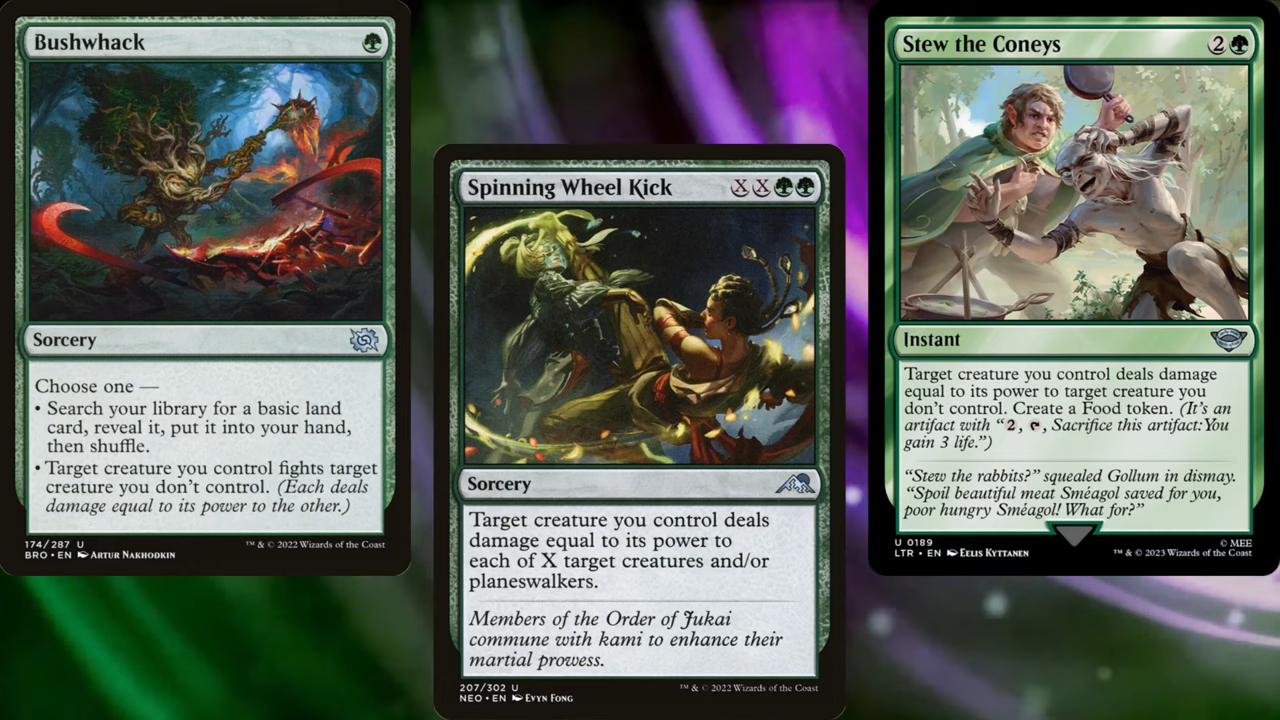 Bushwhack
Sorcery
Choose one —
• Search your library for a basic land
card, reveal it, put it into your hand,
then shuffle.
• Target creature you control fights target
creature you don't control. (Each deals
damage equal to its power to the other.)
174/287 U
BRO • EN Artur Nakhodkin
™ & © 2022 Wizards of the Coast
Spinning Wheel Kick
X X
Sorcery
Target creature you control deals
damage equal to its power to
each of X target creatures and/or
planeswalkers.
Members of the Order of Jukai
commune with kami to enhance their
martial prowess.
207/302 U
NEO • EN Evyn Fong
™ & © 2022 Wizards of the Coast
Stew the Coneys
2
Instant
Target creature you control deals damage
equal to its power to target creature you
don't control. Create a Food token. (It's an
artifact with “2, , Sacrifice this artifact:You
gain 3 life.”)
“Stew the rabbits?” squealed Gollum in dismay.
“Spoil beautiful meat Sméagol saved for you,
poor hungry Sméagol! What for?”
U 0189
LTR • EN Eelis Kyttanen
© MEE
™ & © 2023 Wizards of the Coast